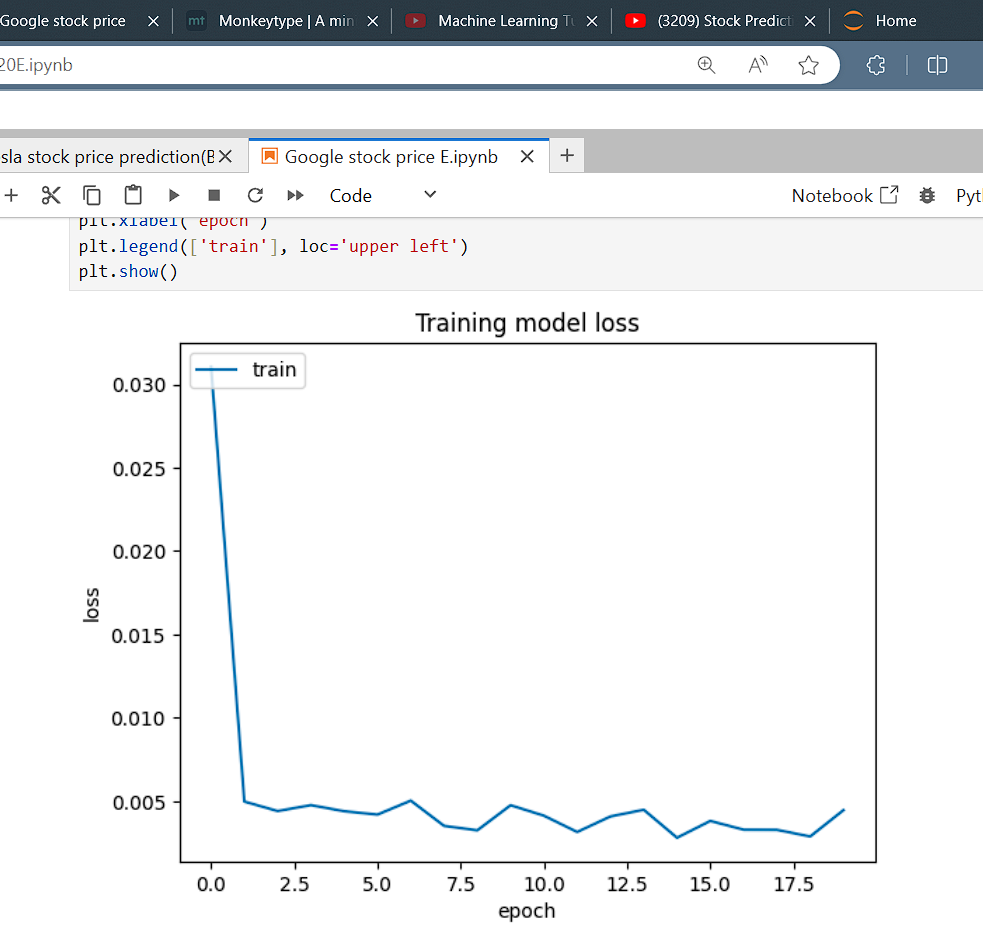 Google stock price
mt Monkeytype | A min
Machine Learning Tu
(3209) Stock Predicti
Home
20E.ipynb
sla stock price prediction(E
Google stock price E.ipynb
Code
Notebook
Pyt
plt.xlabel('epoch')
plt.legend(['train'], loc='upper left')
plt.show()
Training model loss
train
0.030
0.025
0.020
0.015
0.010
0.005
loss
0.0 2.5 5.0 7.5 10.0 12.5 15.0 17.5
epoch